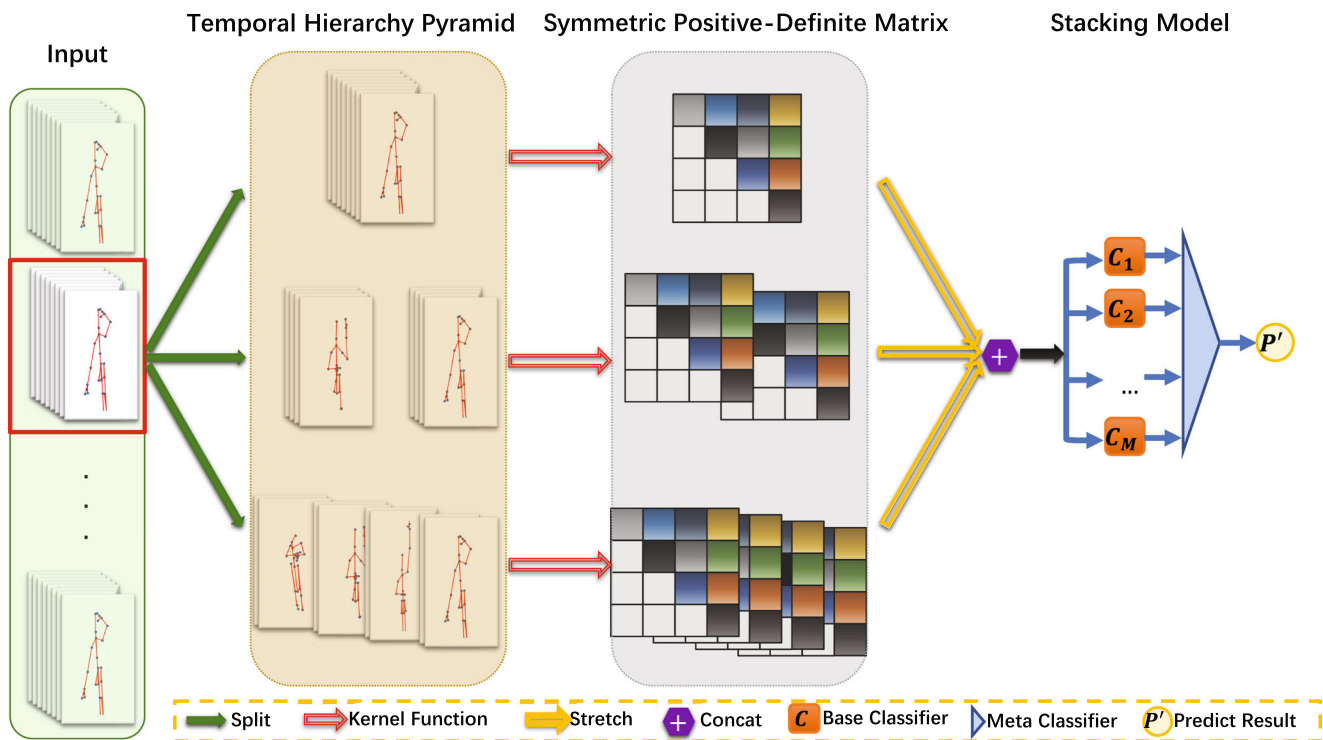 Temporal Hierarchy Pyramid
Symmetric Positive-Definite Matrix
Stacking Model
Input
C₁
C₂
...
C_M
+
P'
Split
Kernel Function
Stretch
+ Concat
C Base Classifier
Meta Classifier
P' Predict Result